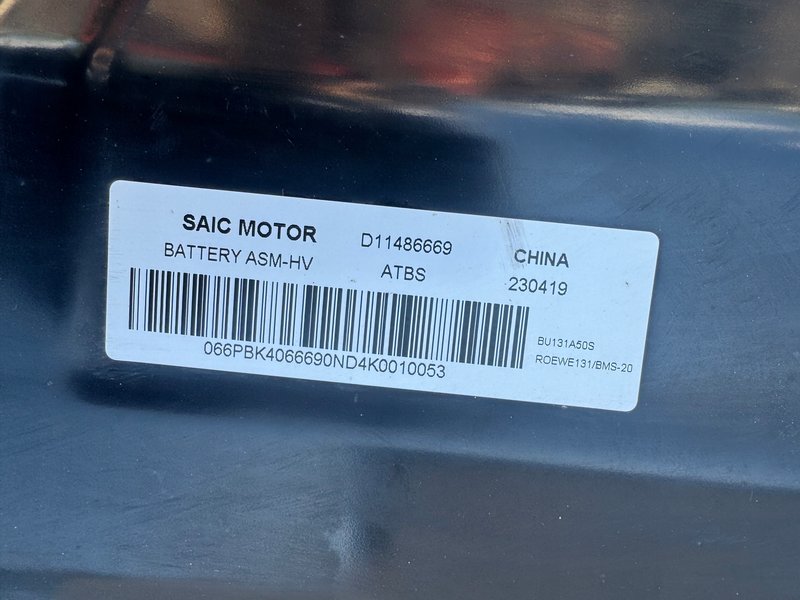 SAIC MOTOR D11486669 CHINA
BATTERY ASM-HV ATBS 230419
BU131A50S
ROEWE131/BMS-20
066PBK4066690ND4K0010053